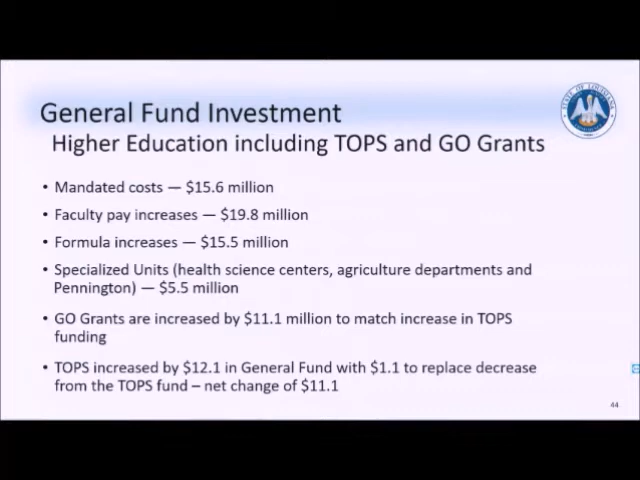 General Fund Investment
Higher Education including TOPS and GO Grants
STATE OF LOUISIANA
• Mandated costs — $15.6 million
• Faculty pay increases — $19.8 million
• Formula increases — $15.5 million
• Specialized Units (health science centers, agriculture departments and
Pennington) — $5.5 million
• GO Grants are increased by $11.1 million to match increase in TOPS
funding
• TOPS increased by $12.1 in General Fund with $1.1 to replace decrease
from the TOPS fund – net change of $11.1
44